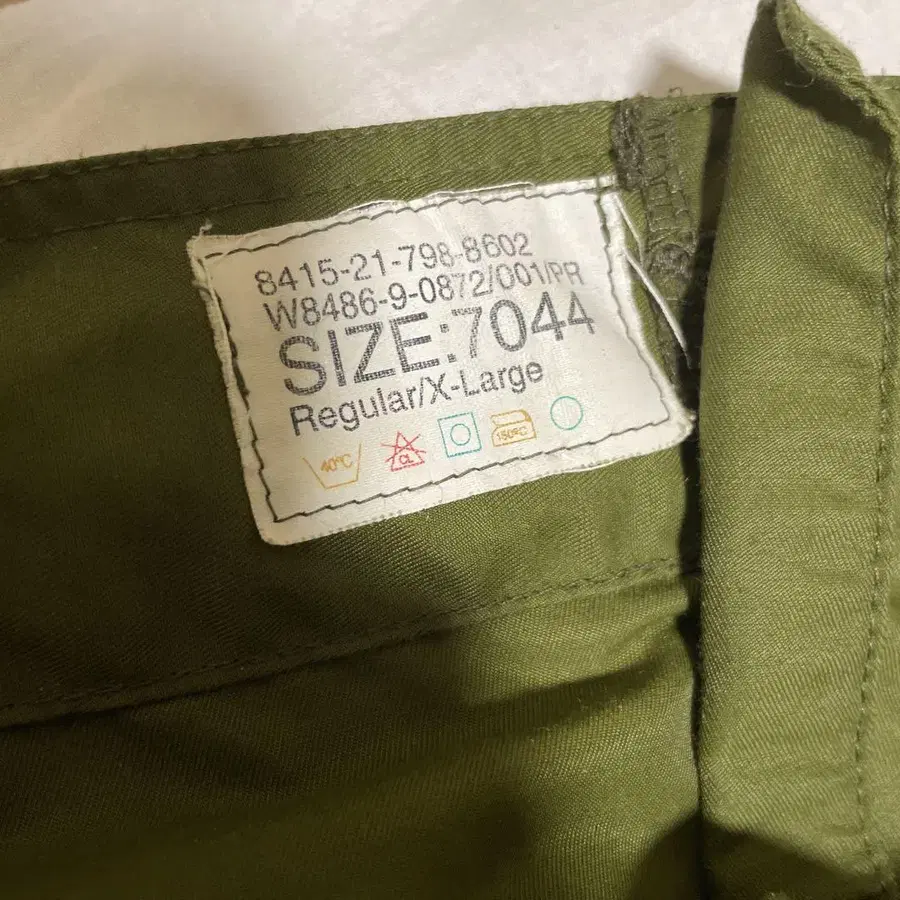 8415-21-798-8602
W8486-9-0872/001/PR
SIZE:7044
Regular/X-Large
40°C CL 150°C